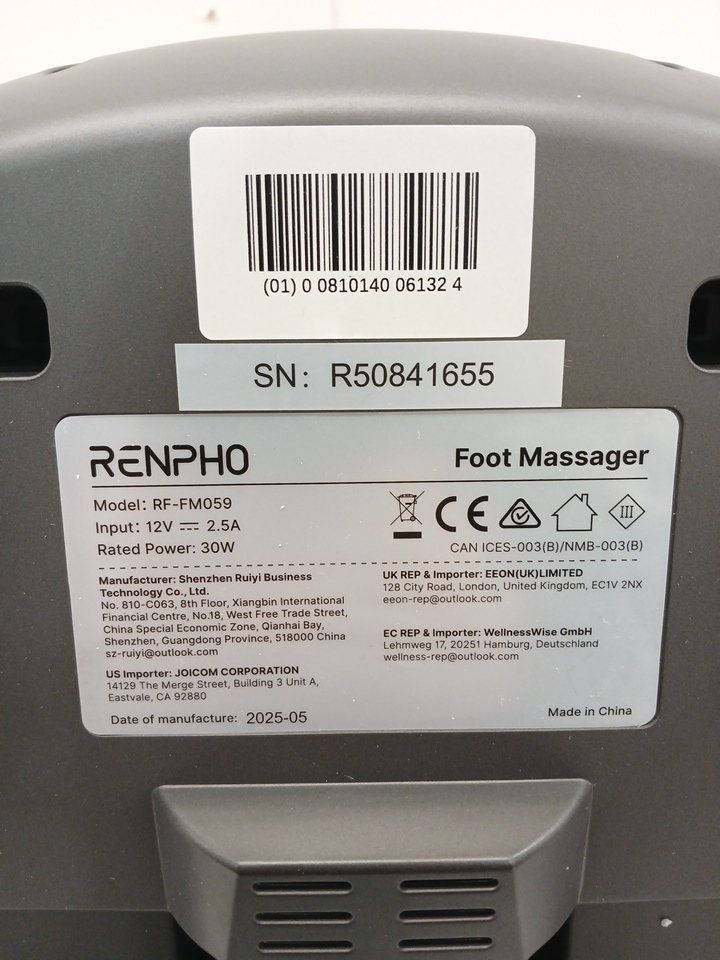 (01) 0 0810140 06132 4
SN: R50841655
RENPHO
Foot Massager
Model: RF-FM059
Input: 12V ⎓ 2.5A
Rated Power: 30W
CE
III
CAN ICES-003(B)/NMB-003(B)
Manufacturer: Shenzhen Ruiyi Business
Technology Co., Ltd.
No. 810-C063, 8th Floor, Xiangbin International
Financial Centre, No.18, West Free Trade Street,
China Special Economic Zone, Qianhai Bay,
Shenzhen, Guangdong Province, 518000 China
sz-ruiyi@outlook.com
US Importer: JOICOM CORPORATION
14129 The Merge Street, Building 3 Unit A,
Eastvale, CA 92880
Date of manufacture: 2025-05
UK REP & Importer: EEON(UK)LIMITED
128 City Road, London, United Kingdom, EC1V 2NX
eeon-rep@outlook.com
EC REP & Importer: WellnessWise GmbH
Lehmweg 17, 20251 Hamburg, Deutschland
wellness-rep@outlook.com
Made in China